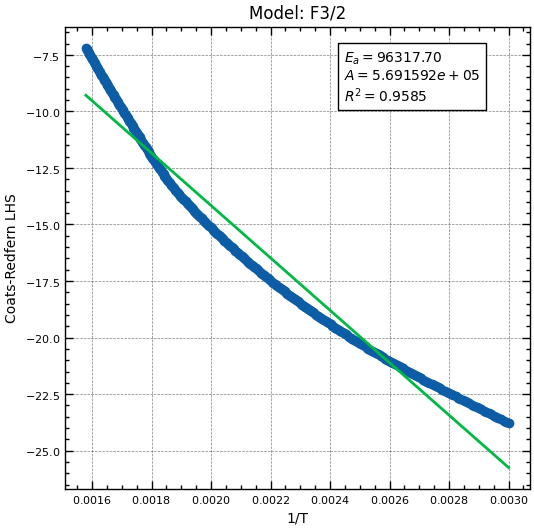 Model: F3/2
E_a = 96317.70
A = 5.691592e + 05
R^2 = 0.9585
Coats-Redfern LHS
−7.5
−10.0
−12.5
−15.0
−17.5
−20.0
−22.5
−25.0
0.0016 0.0018 0.0020 0.0022 0.0024 0.0026 0.0028 0.0030
1/T